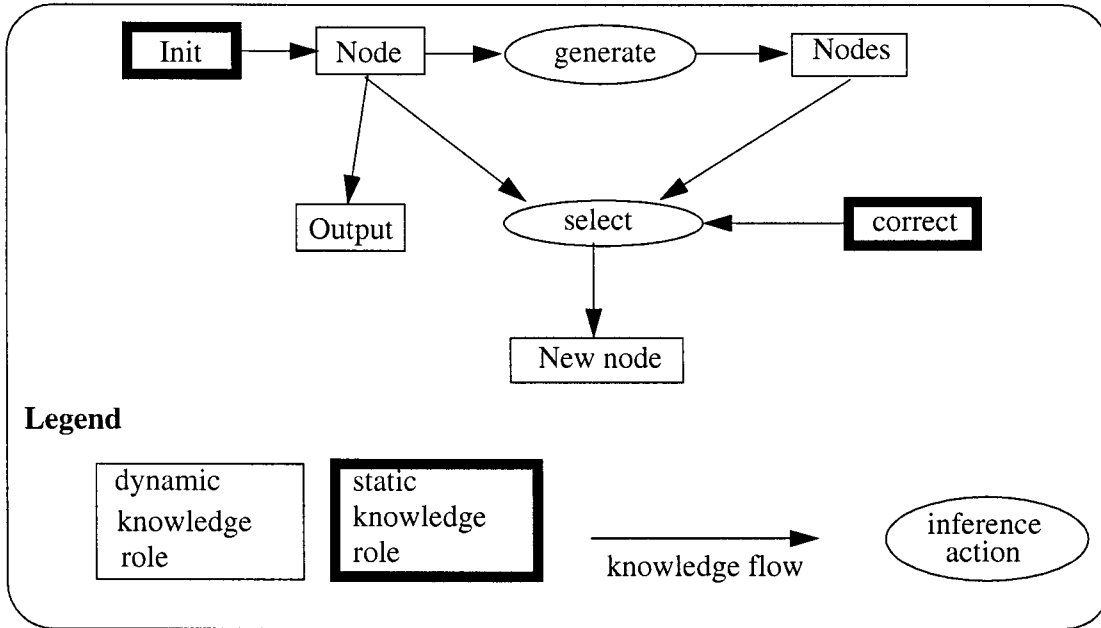 Init
Node
generate
Nodes
Output
select
correct
New node
Legend
dynamic
knowledge
role
static
knowledge
role
knowledge flow
inference
action